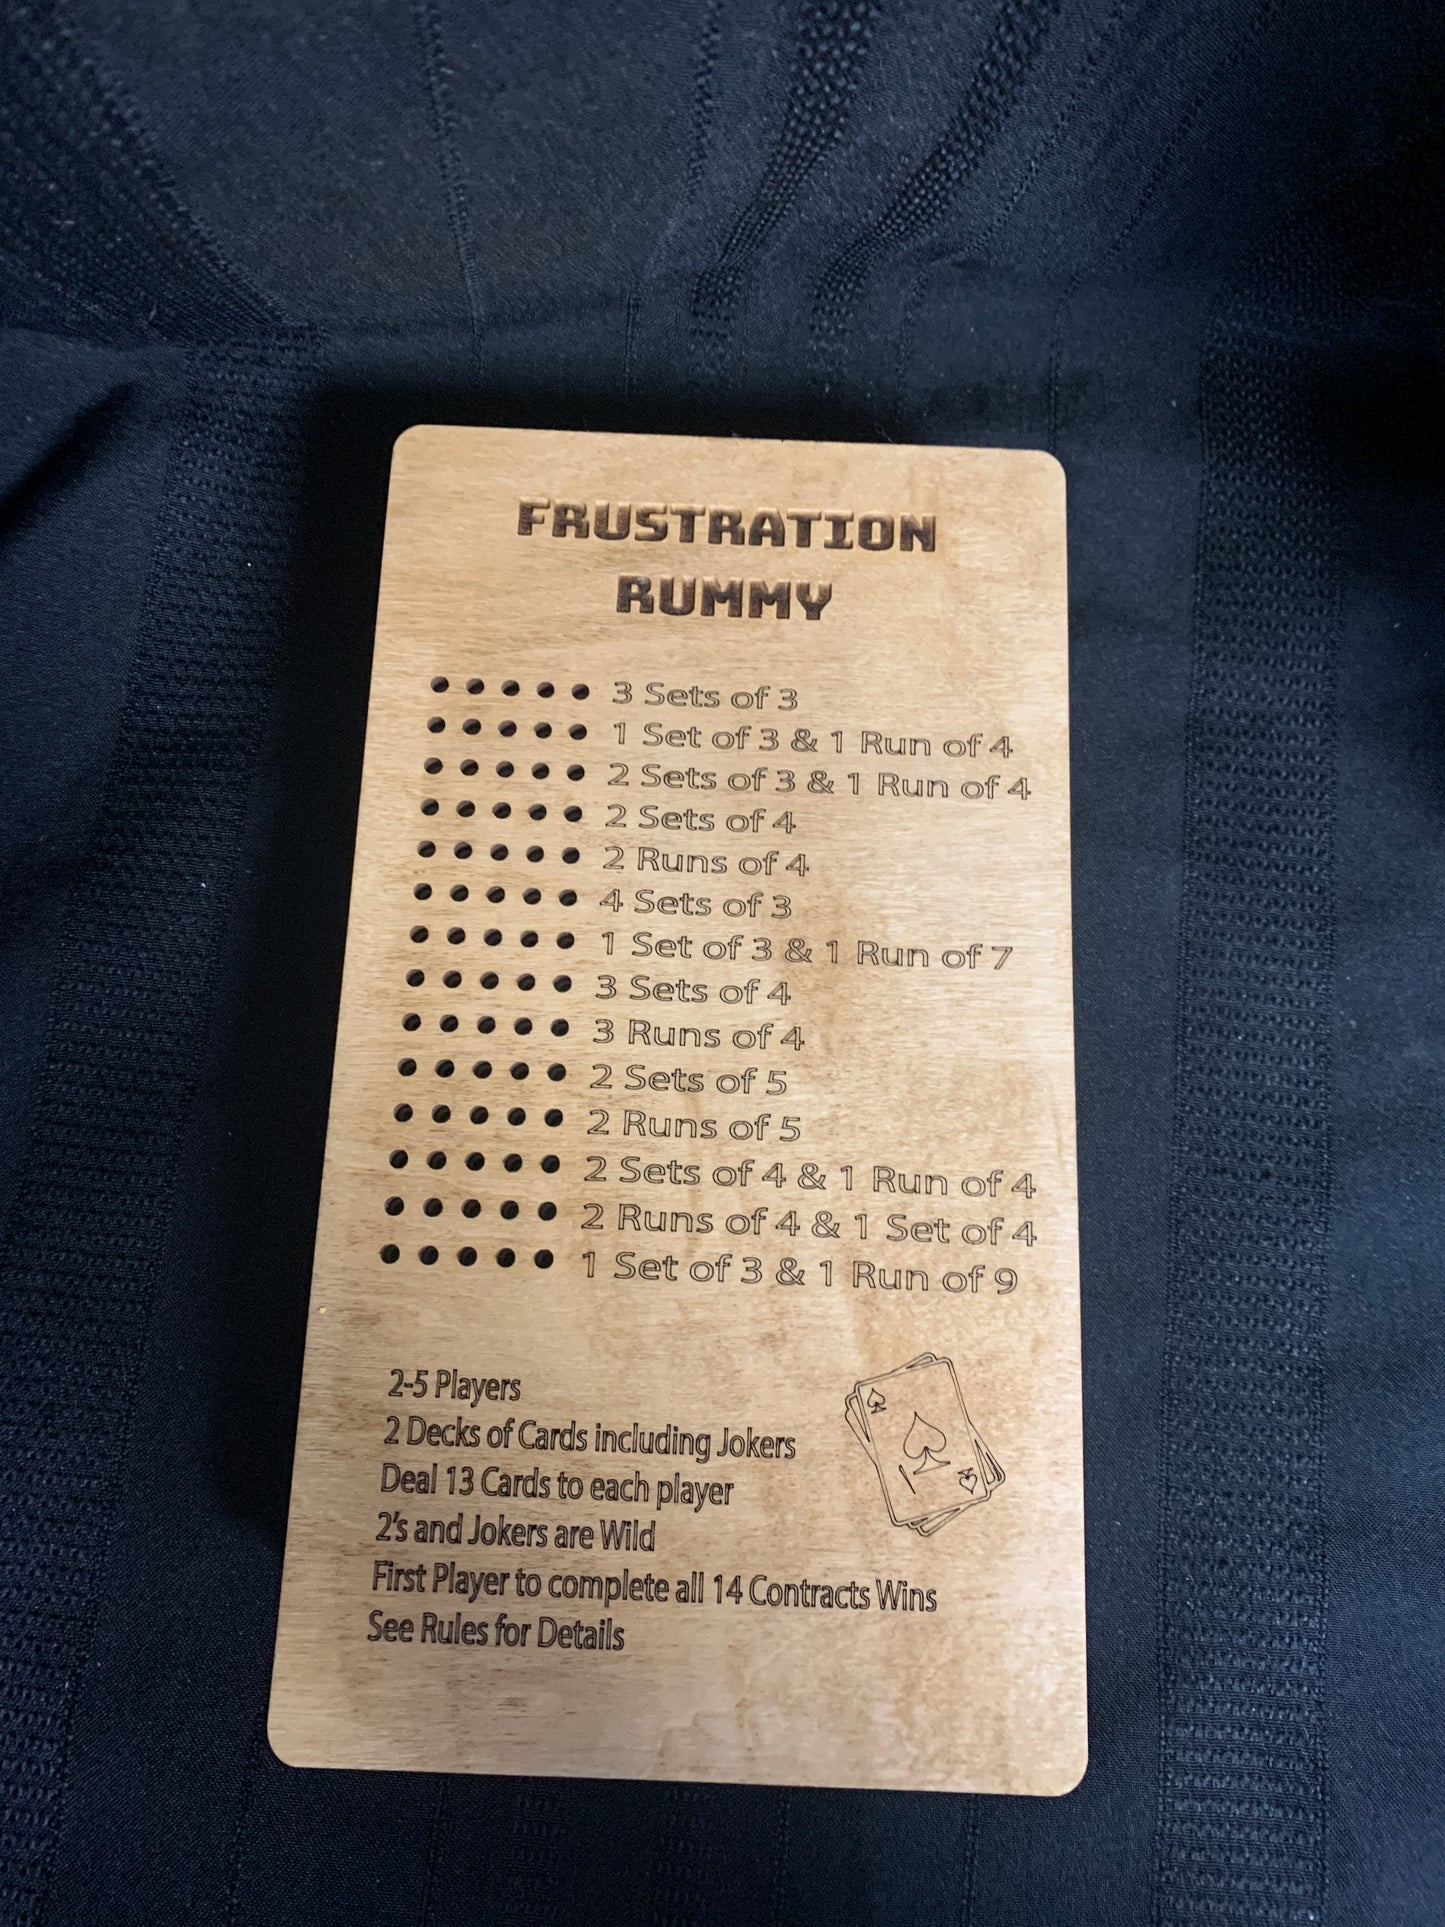 FRUSTRATION
RUMMY
3 Sets of 3
1 Set of 3 & 1 Run of 4
2 Sets of 3 & 1 Run of 4
2 Sets of 4
2 Runs of 4
4 Sets of 3
1 Set of 3 & 1 Run of 7
3 Sets of 4
3 Runs of 4
2 Sets of 5
2 Runs of 5
2 Sets of 4 & 1 Run of 4
2 Runs of 4 & 1 Set of 4
1 Set of 3 & 1 Run of 9
2-5 Players
2 Decks of Cards including Jokers
Deal 13 Cards to each player
2's and Jokers are Wild
First Player to complete all 14 Contracts Wins
See Rules for Details